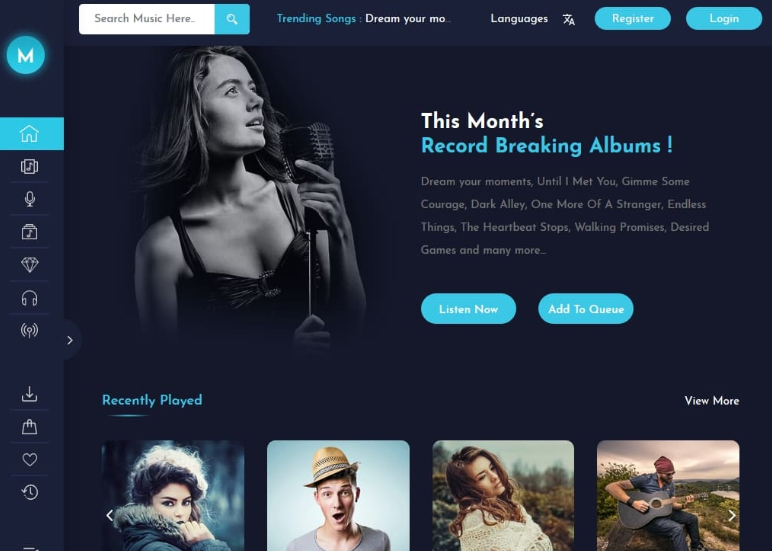 Search Music Here..
Trending Songs : Dream your mo...
Languages
Register
Login
M
This Month's
Record Breaking Albums !
Dream your moments, Until I Met You, Gimme Some
Courage, Dark Alley, One More Of A Stranger, Endless
Things, The Heartbeat Stops, Walking Promises, Desired
Games and many more...
Listen Now
Add To Queue
Recently Played
View More